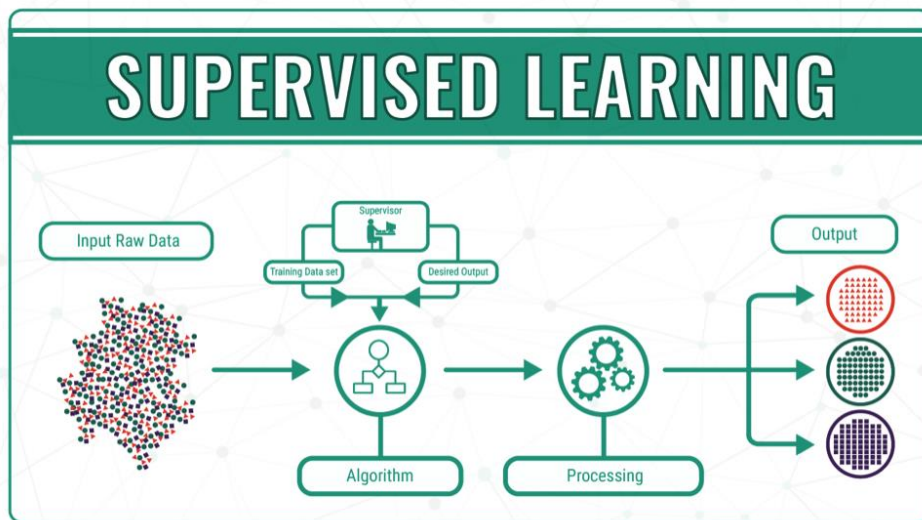 SUPERVISED LEARNING
Supervisor
Input Raw Data
Output
Training Data set
Desired Output
Algorithm
Processing